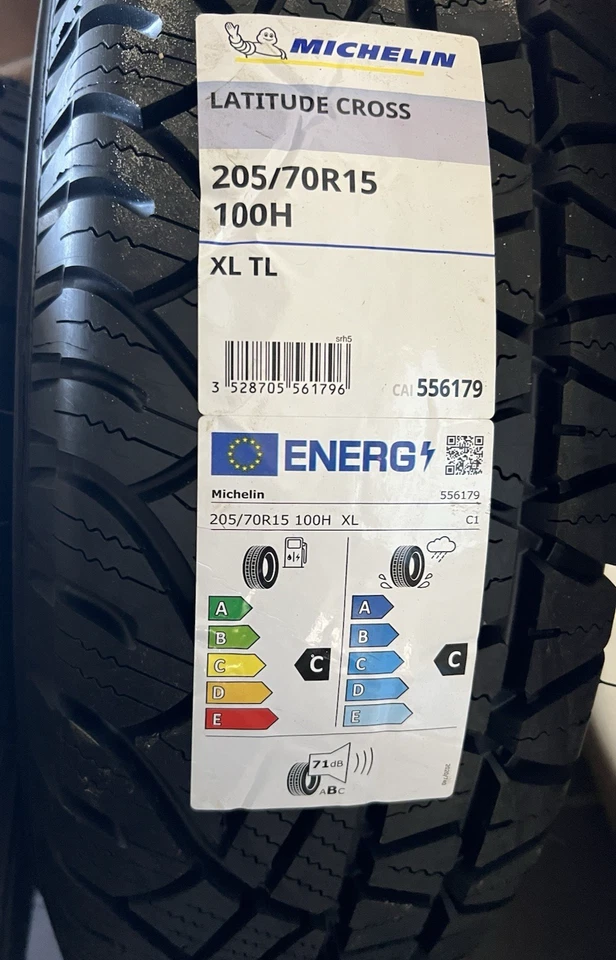 MICHELIN
LATITUDE CROSS
205/70R15
100H
XL TL
srh5
3 528705 561796
CAI 556179
ENERG
Michelin 556179
205/70R15 100H XL C1
A A
B B
C C C C
D D
E E
71dB
ABC